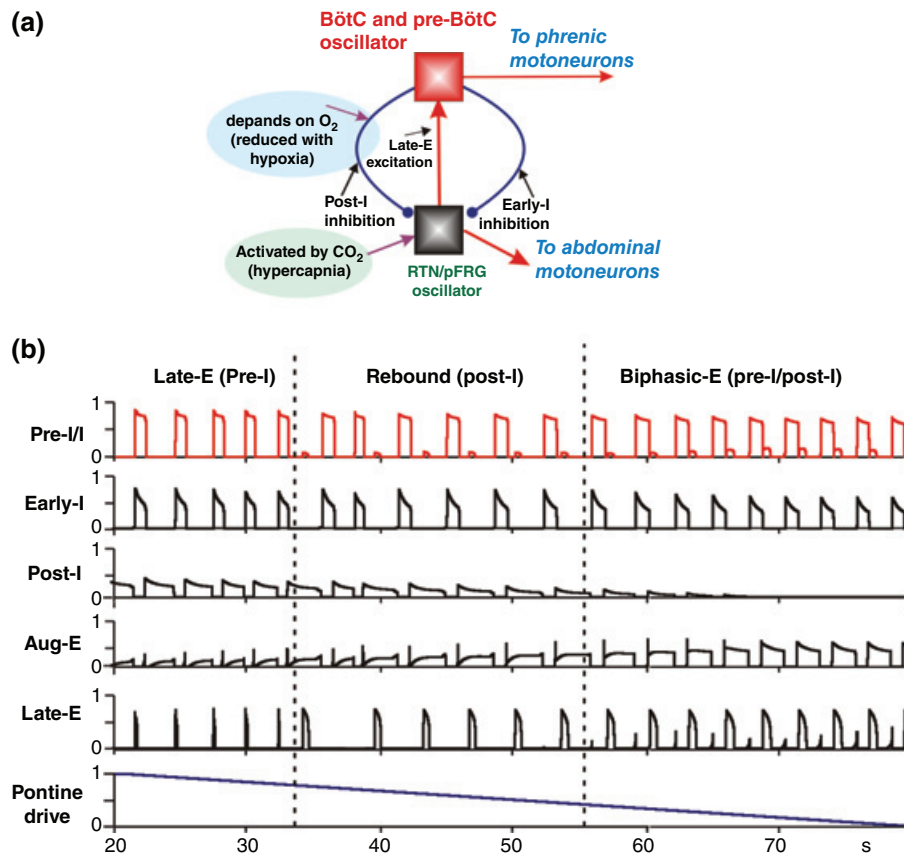 (a)
BötC and pre-BötC
oscillator
To phrenic
motoneurons
depands on O2
(reduced with
hypoxia)
Late-E
excitation
Post-I
inhibition
Early-I
inhibition
Activated by CO2
(hypercapnia)
RTN/pFRG
oscillator
To abdominal
motoneurons
(b)
Late-E (Pre-I)
Rebound (post-I)
Biphasic-E (pre-I/post-I)
Pre-I/I
1
0
Early-I
1
0
Post-I
1
0
Aug-E
1
0
Late-E
1
0
Pontine
drive
1
0
20 30 40 50 60 70 s